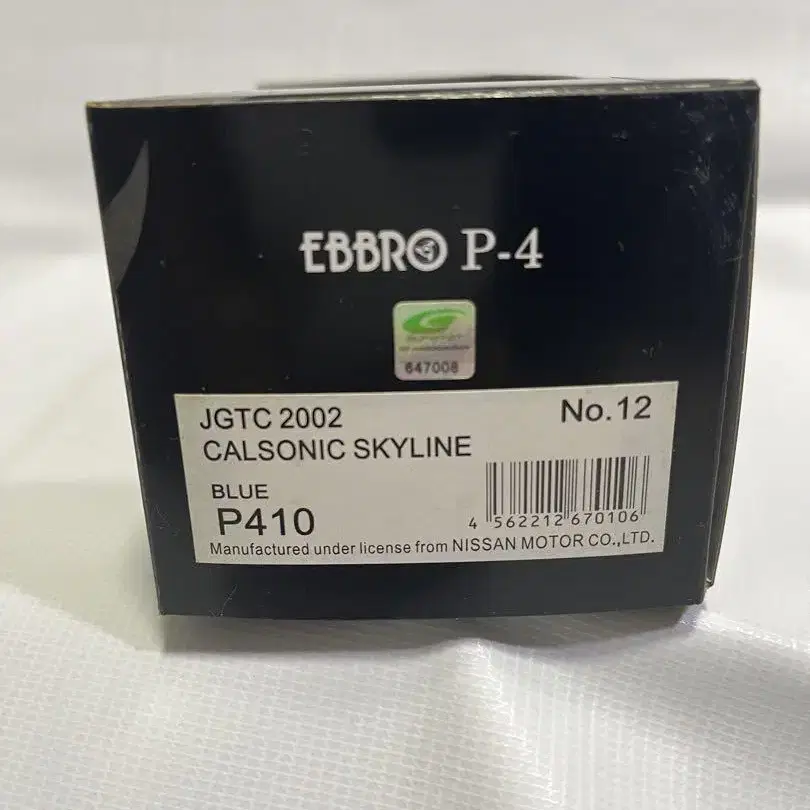 EBBRO P-4
647008
JGTC 2002
No.12
CALSONIC SKYLINE
BLUE
P410
4 562212 670106
Manufactured under license from NISSAN MOTOR CO.,LTD.